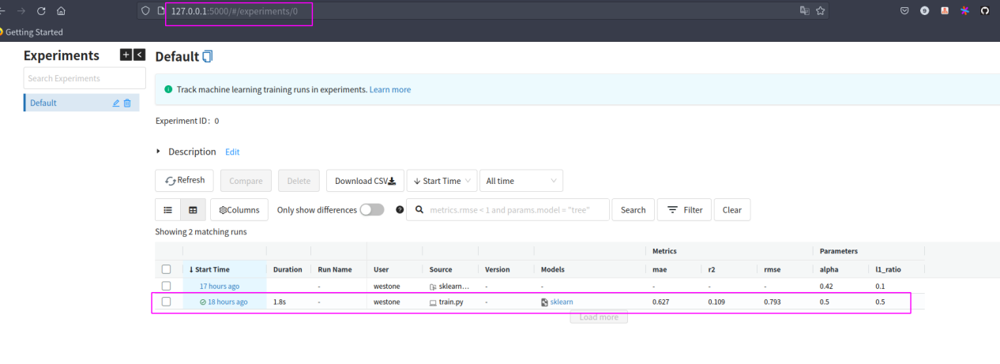 127.0.0.1:5000/#/experiments/0
Getting Started
Experiments
+ <
Default
Search Experiments
Track machine learning training runs in experiments. Learn more
Default
Experiment ID: 0
Description Edit
Refresh Compare Delete Download CSV ↓ Start Time All time
Columns Only show differences ? metrics.rmse < 1 and params.model = "tree" Search Filter Clear
Showing 2 matching runs
Metrics Parameters
↓ Start Time Duration Run Name User Source Version Models mae r2 rmse alpha l1_ratio
17 hours ago - westone sklearn... - - - - - 0.42 0.1
18 hours ago 1.8s - westone train.py - sklearn 0.627 0.109 0.793 0.5 0.5
Load more